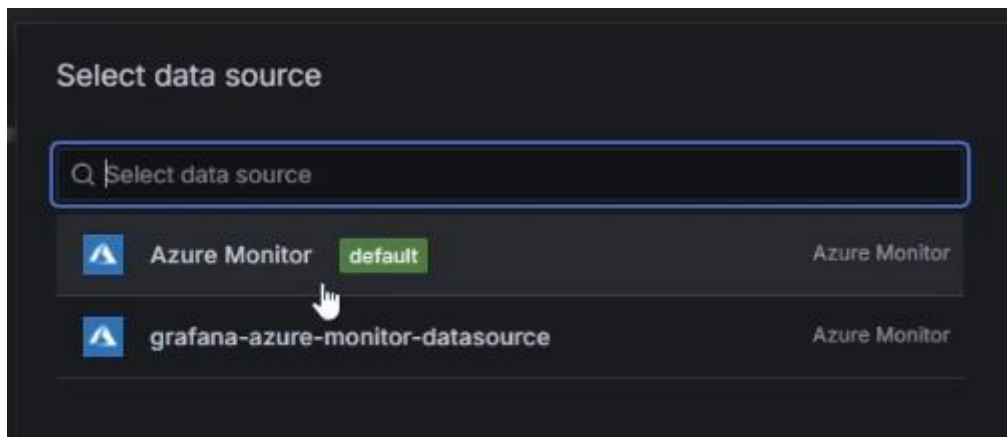 Select data source
Select data source
Azure Monitor default Azure Monitor
grafana-azure-monitor-datasource Azure Monitor